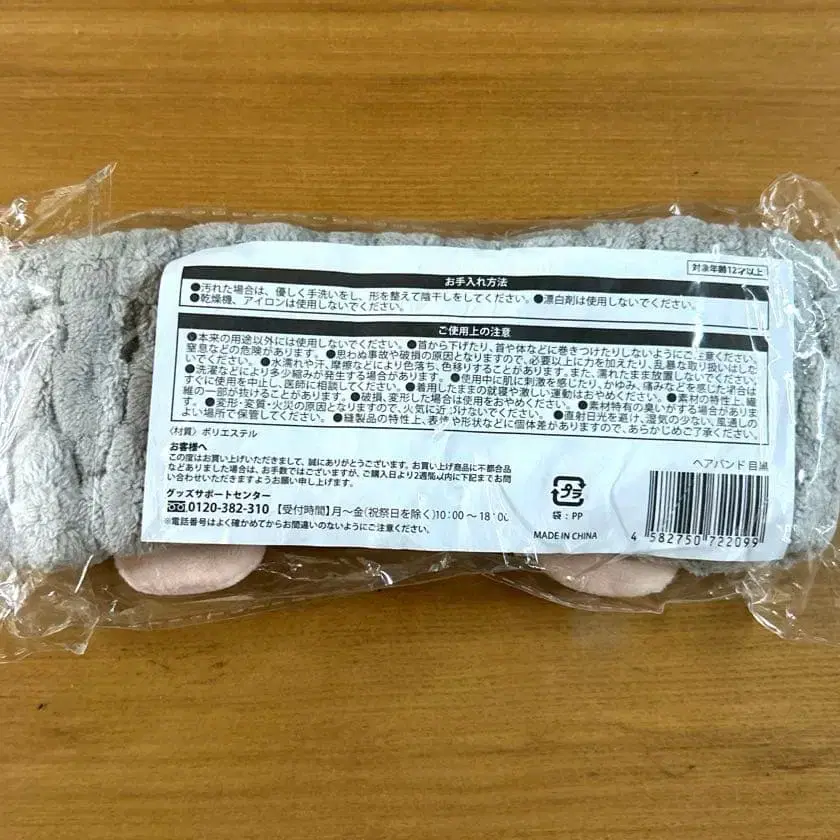 対象年齢12才以上
お手入れ方法
●汚れた場合は、優しく手洗いをし、形を整えて陰干しをしてください。●漂白剤は使用しないでください。
●乾燥機、アイロンは使用しないでください。
ご使用上の注意
●本来の用途以外には使用しないでください。●首から下げたり、首や体などに巻きつけたりしないようにご注意ください。
窒息などの危険があります。●思わぬ事故や破損の原因となりますので、必要以上に力を加えたり、乱暴な取り扱いはしな
いでください。●水濡れや汗、摩擦などにより色落ち、色移りすることがあります。また、濡れたまま放置しないでください。
●洗濯などにより多少縮みが発生する場合があります。●使用中に肌に刺激を感じたり、かゆみ、痛みなどを感じた場合は
すぐに使用を中止し、医師に相談してください。●着用したままの就寝や激しい運動はおやめください。●素材の特性上、繊
維の一部が抜けることがあります。●破損、変形した場合は使用をおやめください。●素材特有の臭いがする場合がありま
す。●変形・変質・火災の原因となりますので、火気に近づけないでください。●直射日光を避け、湿気の少ない、風通しの
よい場所で保管してください。●縫製品の特性上、表情や形状などに個体差がありますので、あらかじめご了承ください。
〈材質〉ポリエステル
お客様へ
この度はお買い上げいただきまして、誠にありがとうございます。お買い上げ商品に不都合品
などありました場合は、お手数ではございますが、ご購入日より2週間以内に下記までお問
い合わせいただきますようお願い申し上げます。
グッズサポートセンター
0120-382-310【受付時間】月〜金(祝祭日を除く)10:00〜18:00
※電話番号はよく確かめてからお間違いのないようにご注意ください。
プラ
袋：PP
MADE IN CHINA
ヘアバンド 目黒
4 582750 722099